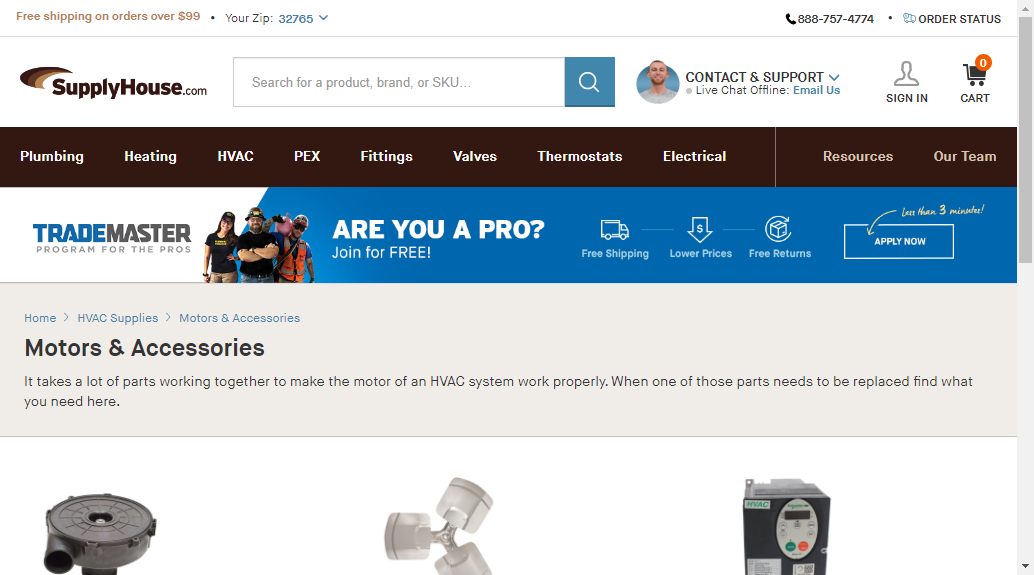 Free shipping on orders over $99 • Your Zip: 32765
888-757-4774 • ORDER STATUS
SupplyHouse.com
Search for a product, brand, or SKU...
CONTACT & SUPPORT
Live Chat Offline: Email Us
SIGN IN
0
CART
Plumbing Heating HVAC PEX Fittings Valves Thermostats Electrical Resources Our Team
TRADEMASTER
PROGRAM FOR THE PROS
ARE YOU A PRO?
Join for FREE!
Free Shipping
$
Lower Prices
Free Returns
Less than 3 minutes!
APPLY NOW
Home > HVAC Supplies > Motors & Accessories
Motors & Accessories
It takes a lot of parts working together to make the motor of an HVAC system work properly. When one of those parts needs to be replaced find what
you need here.
HVAC